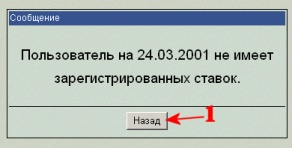 Сообщение
Пользователь на 24.03.2001 не имеет
зарегистрированных ставок.
Назад 1